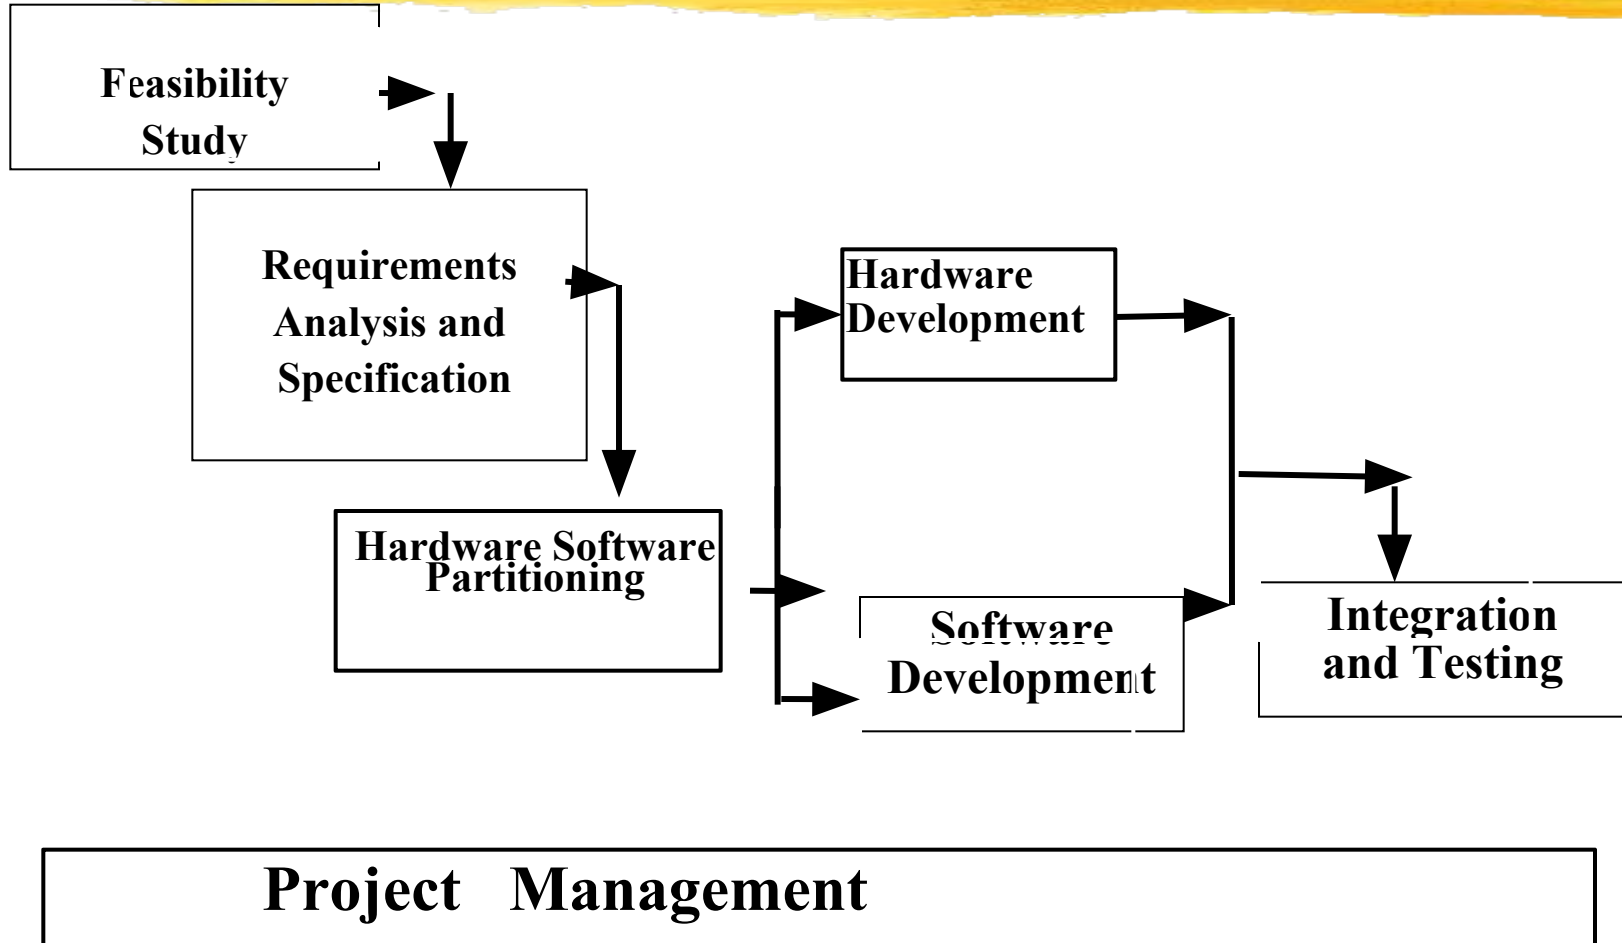 Feasibility
Study
Requirements
Analysis and
Specification
Hardware Software
Partitioning
Hardware
Development
Software
Development
Integration
and Testing
Project Management